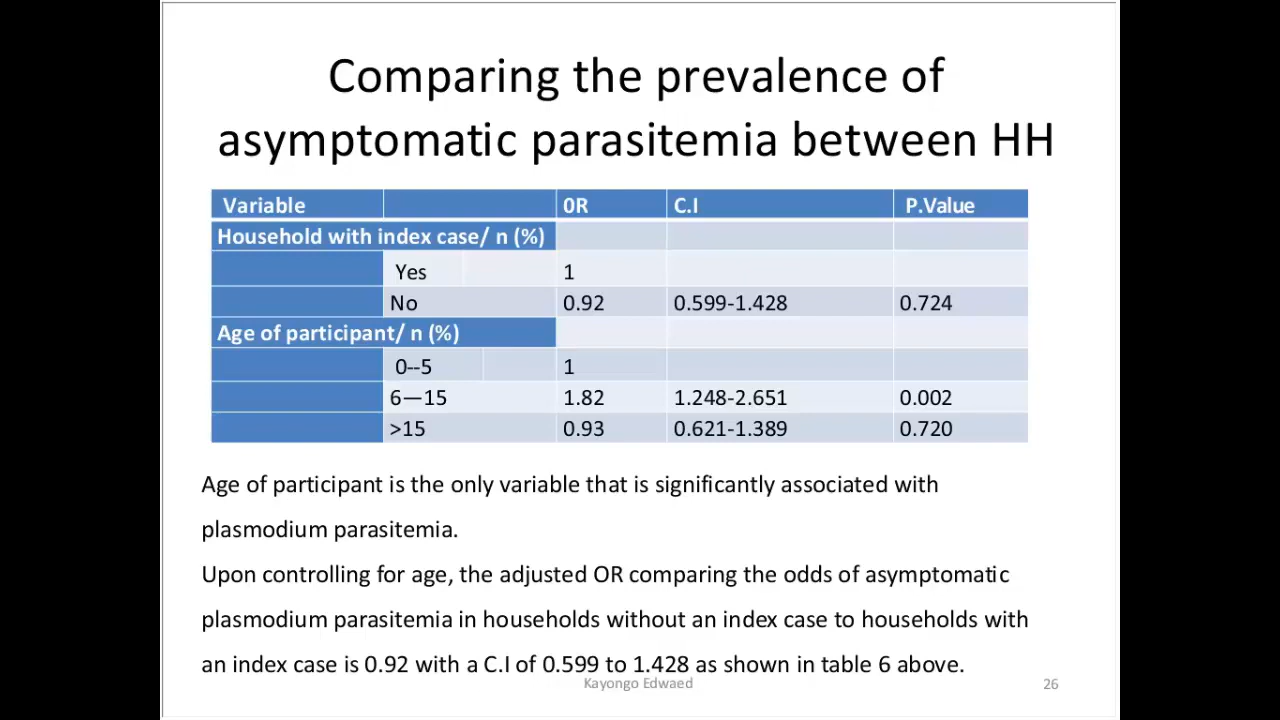 Comparing the prevalence of
asymptomatic parasitemia between HH
Variable 0R C.I P.Value
Household with index case/ n (%)
Yes 1
No 0.92 0.599-1.428 0.724
Age of participant/ n (%)
0--5 1
6—15 1.82 1.248-2.651 0.002
>15 0.93 0.621-1.389 0.720
Age of participant is the only variable that is significantly associated with
plasmodium parasitemia.
Upon controlling for age, the adjusted OR comparing the odds of asymptomatic
plasmodium parasitemia in households without an index case to households with
an index case is 0.92 with a C.I of 0.599 to 1.428 as shown in table 6 above.
Kayongo Edwaed 26